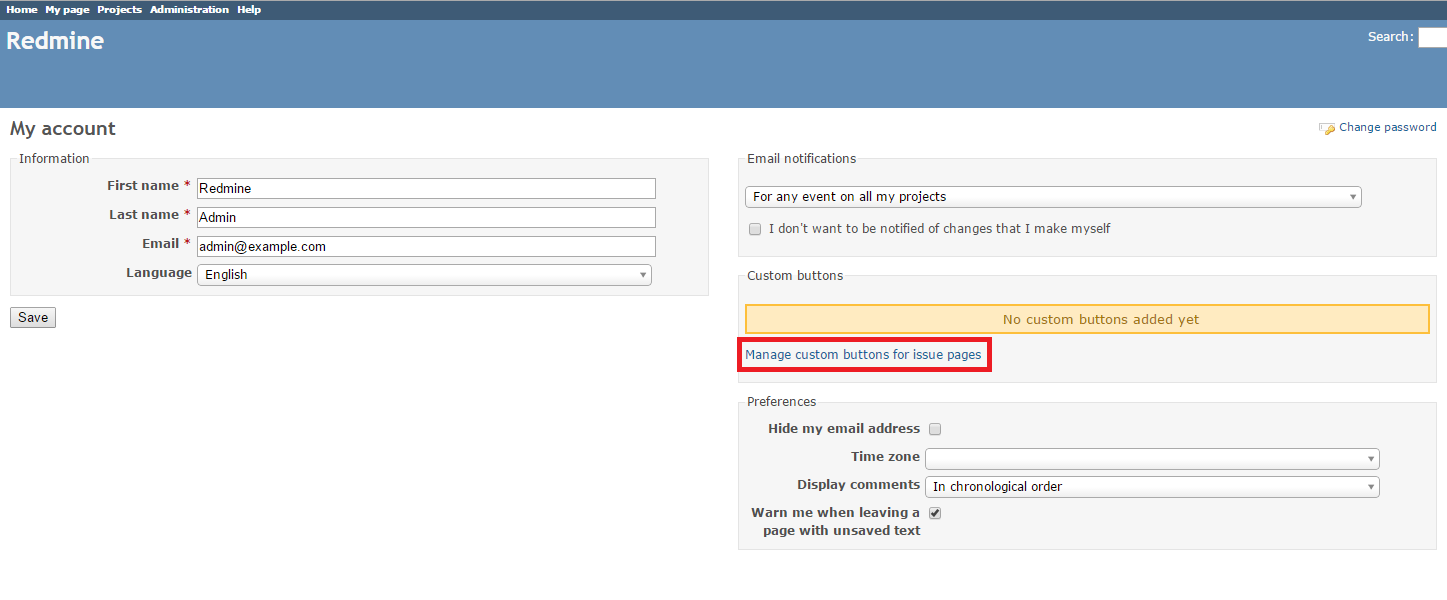 Home My page Projects Administration Help
Redmine
Search:
My account
Change password
Information
First name *
Redmine
Last name *
Admin
Email *
admin@example.com
Language
English
Save
Email notifications
For any event on all my projects
I don't want to be notified of changes that I make myself
Custom buttons
No custom buttons added yet
Manage custom buttons for issue pages
Preferences
Hide my email address
Time zone
Display comments
In chronological order
Warn me when leaving a
page with unsaved text